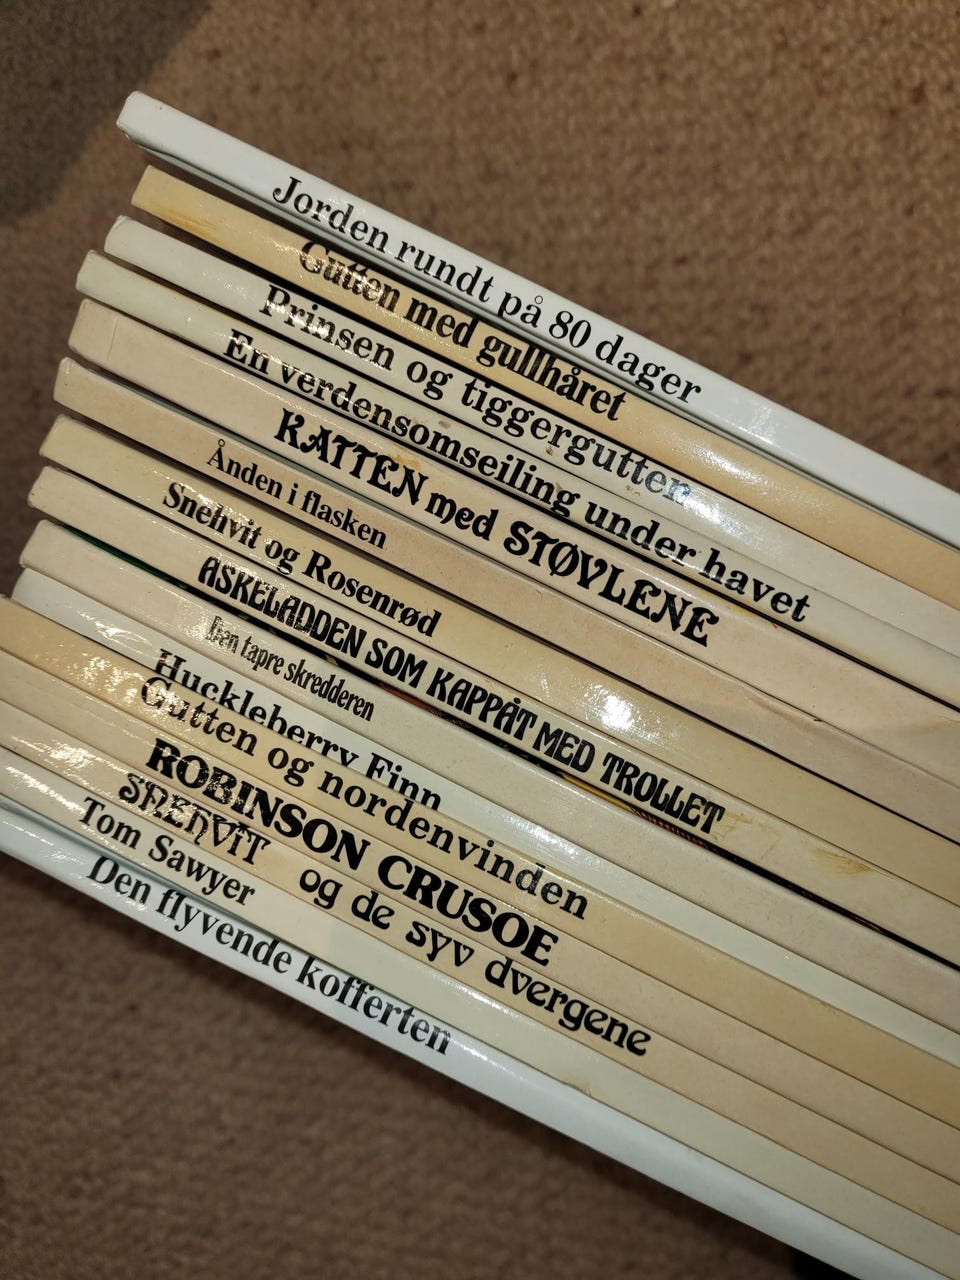 Jorden rundt på 80 dager
Gutten med gullhåret
Prinsen og tiggergutten
En verdensomseiling under havet
KATTEN med STØVLENE
Ånden i flasken
Snehvit og Rosenrød
ASKELADDEN SOM KAPPÅT MED TROLLET
Den tapre skredderen
Huckleberry Finn
Gutten og nordenvinden
ROBINSON CRUSOE
SNEHVIT og de syv dvergene
Tom Sawyer
Den flyvende kofferten